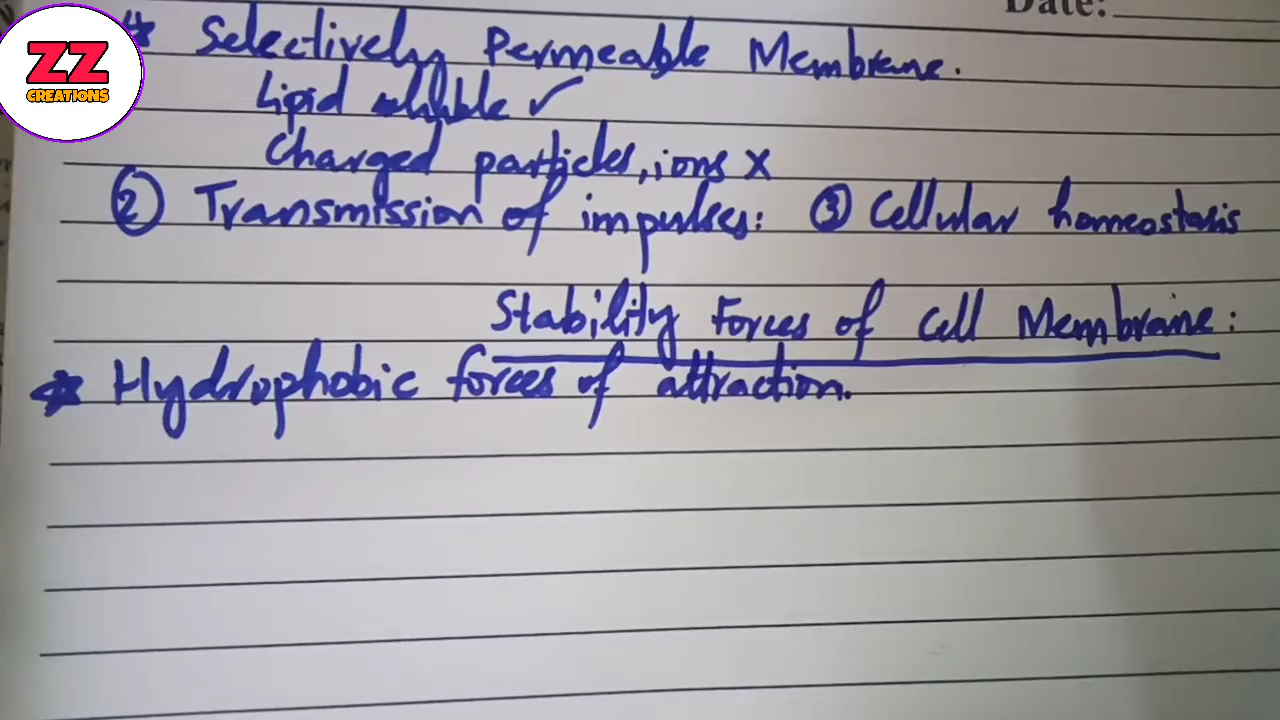 Date:
ZZ
CREATIONS
* Selectively Permeable Membrane.
Lipid soluble ✓
Charged particles, ions ×
② Transmission of impulses: ③ Cellular homeostasis
Stability Forces of Cell Membrane:
* Hydrophobic forces of attraction.